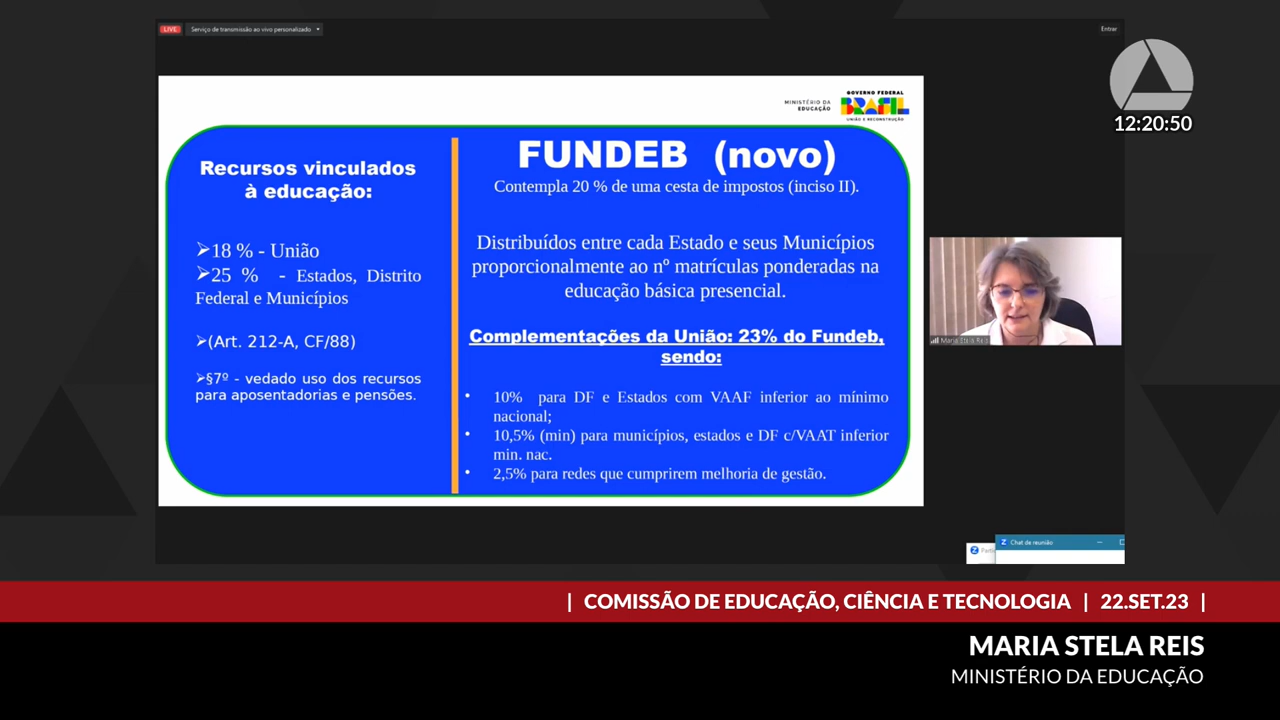 LIVE
Serviço de transmissão ao vivo personalizado
Entrar
12:20:50
MINISTÉRIO DA
EDUCAÇÃO
GOVERNO FEDERAL
BRASIL
UNIÃO E RECONSTRUÇÃO
Recursos vinculados
à educação:
➢18 % - União
➢25 % - Estados, Distrito
Federal e Municípios
➢(Art. 212-A, CF/88)
➢§7º - vedado uso dos recursos
para aposentadorias e pensões.
FUNDEB (novo)
Contempla 20 % de uma cesta de impostos (inciso II).
Distribuídos entre cada Estado e seus Municípios
proporcionalmente ao nº matrículas ponderadas na
educação básica presencial.
Complementações da União: 23% do Fundeb,
sendo:
• 10% para DF e Estados com VAAF inferior ao mínimo
nacional;
• 10,5% (min) para municípios, estados e DF c/VAAT inferior
min. nac.
• 2,5% para redes que cumprirem melhoria de gestão.
Maria Stela Reis
Chat de reunião
| COMISSÃO DE EDUCAÇÃO, CIÊNCIA E TECNOLOGIA | 22.SET.23 |
MARIA STELA REIS
MINISTÉRIO DA EDUCAÇÃO